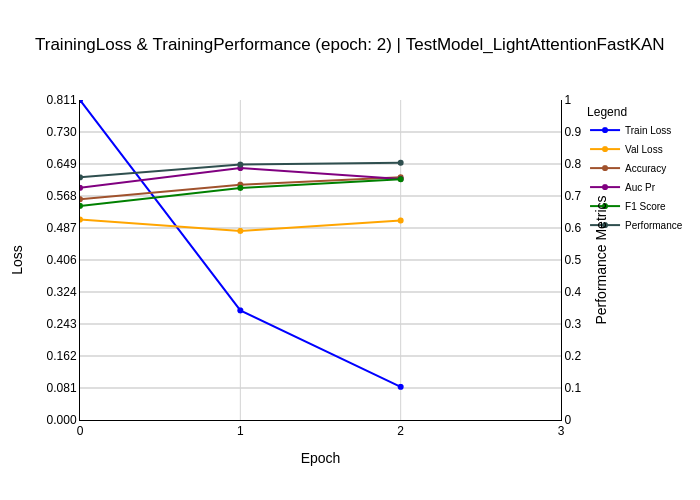 TrainingLoss & TrainingPerformance (epoch: 2) | TestModel_LightAttentionFastKAN
0.811
0.730
0.649
0.568
0.487
0.406
0.324
0.243
0.162
0.081
0.000
Loss
0
1
2
3
Epoch
1
0.9
0.8
0.7
0.6
0.5
0.4
0.3
0.2
0.1
0
Performance Metrics
Legend
Train Loss
Val Loss
Accuracy
Auc Pr
F1 Score
Performance